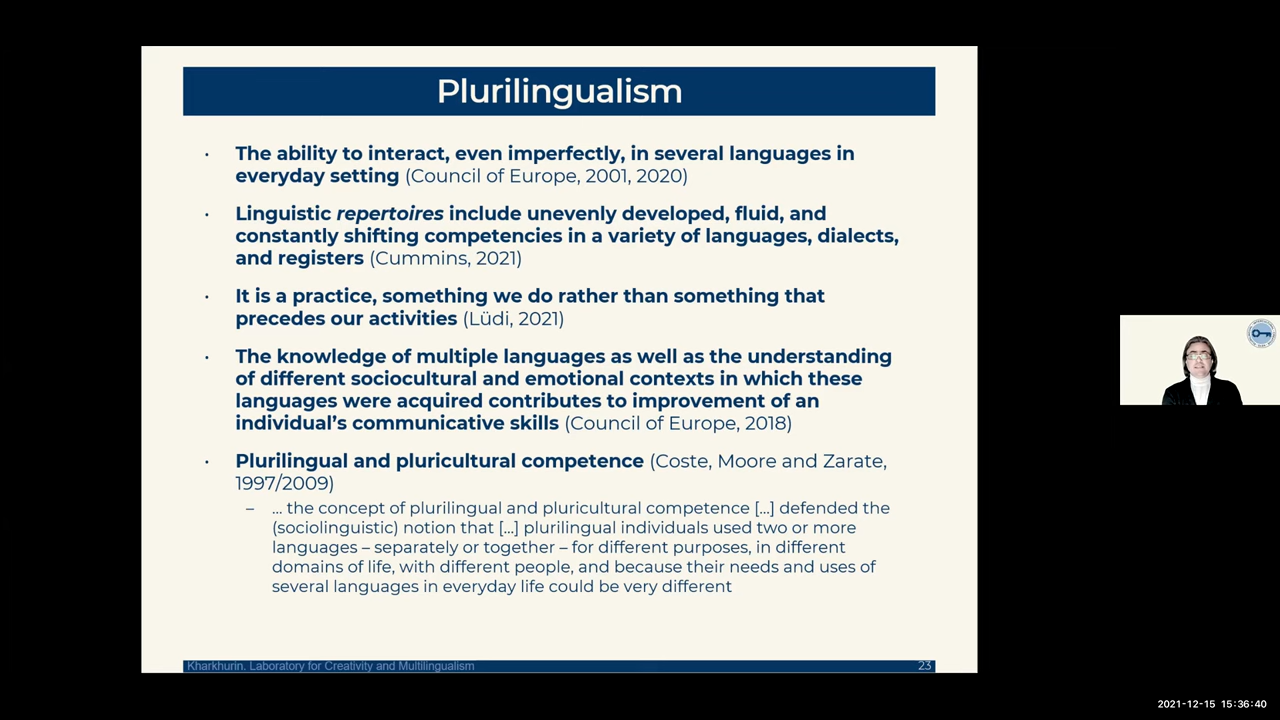 Plurilingualism
· The ability to interact, even imperfectly, in several languages in
everyday setting (Council of Europe, 2001, 2020)
· Linguistic repertoires include unevenly developed, fluid, and
constantly shifting competencies in a variety of languages, dialects,
and registers (Cummins, 2021)
· It is a practice, something we do rather than something that
precedes our activities (Lüdi, 2021)
· The knowledge of multiple languages as well as the understanding
of different sociocultural and emotional contexts in which these
languages were acquired contributes to improvement of an
individual’s communicative skills (Council of Europe, 2018)
· Plurilingual and pluricultural competence (Coste, Moore and Zarate,
1997/2009)
– ... the concept of plurilingual and pluricultural competence [...] defended the
(sociolinguistic) notion that [...] plurilingual individuals used two or more
languages – separately or together – for different purposes, in different
domains of life, with different people, and because their needs and uses of
several languages in everyday life could be very different
Kharkhurin. Laboratory for Creativity and Multilingualism 23
2021-12-15 15:36:40